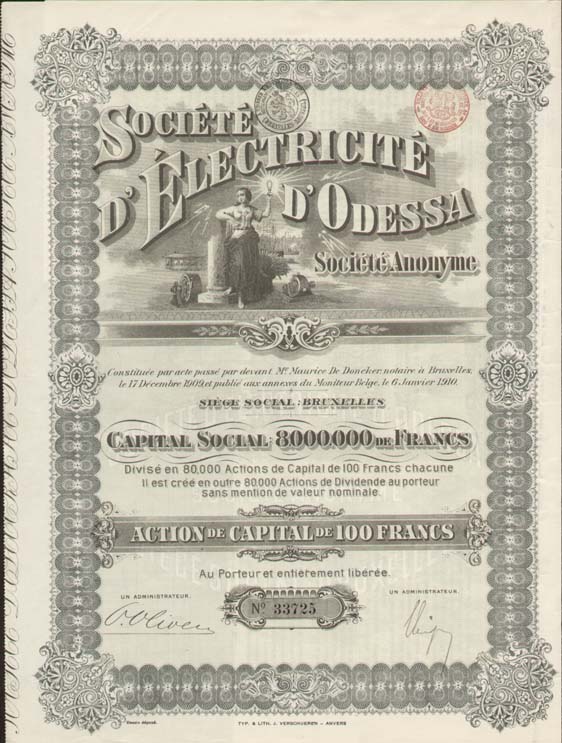 SOCIÉTÉ
D'ÉLECTRICITÉ
D'ODESSA
Société Anonyme
Constituée par acte passé par devant Mᵉ Maurice De Doncker, notaire à Bruxelles,
le 17 Décembre 1909, et publié aux annexes du Moniteur Belge, le 6 Janvier 1910.
SIÈGE SOCIAL: BRUXELLES
CAPITAL SOCIAL: 8000.000 DE FRANCS
Divisé en 80,000 Actions de Capital de 100 Francs chacune
Il est créé en outre 80.000 Actions de Dividende au porteur
sans mention de valeur nominale.
ACTION DE CAPITAL DE 100 FRANCS
Au Porteur et entièrement libérée.
UN ADMINISTRATEUR.
UN ADMINISTRATEUR.
Nº 33725
Dessin déposé.
TYP. & LITH. J. VERSCHUEREN - ANVERS